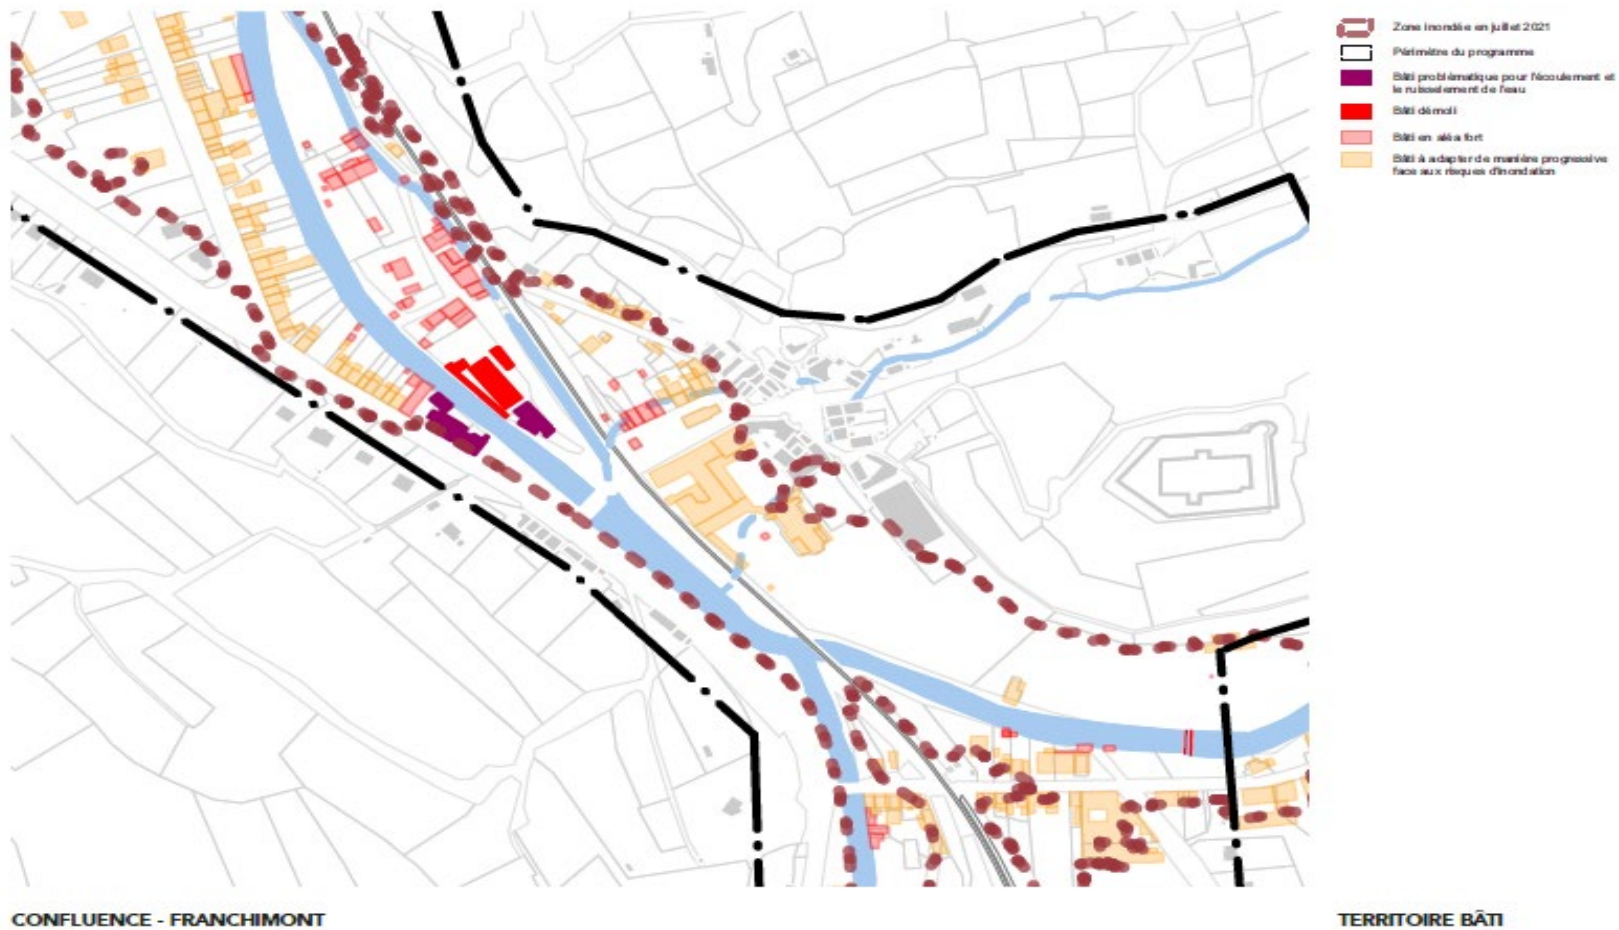 Zone inondée en juillet 2021
Périmètre du programme
Bâti problématique pour l'écoulement et
le ruisselement de l'eau
Bâti démoli
Bâti en aléa fort
Bâti à adapter de manière progressive
face aux risques d'inondation
CONFLUENCE - FRANCHIMONT
TERRITOIRE BÂTI